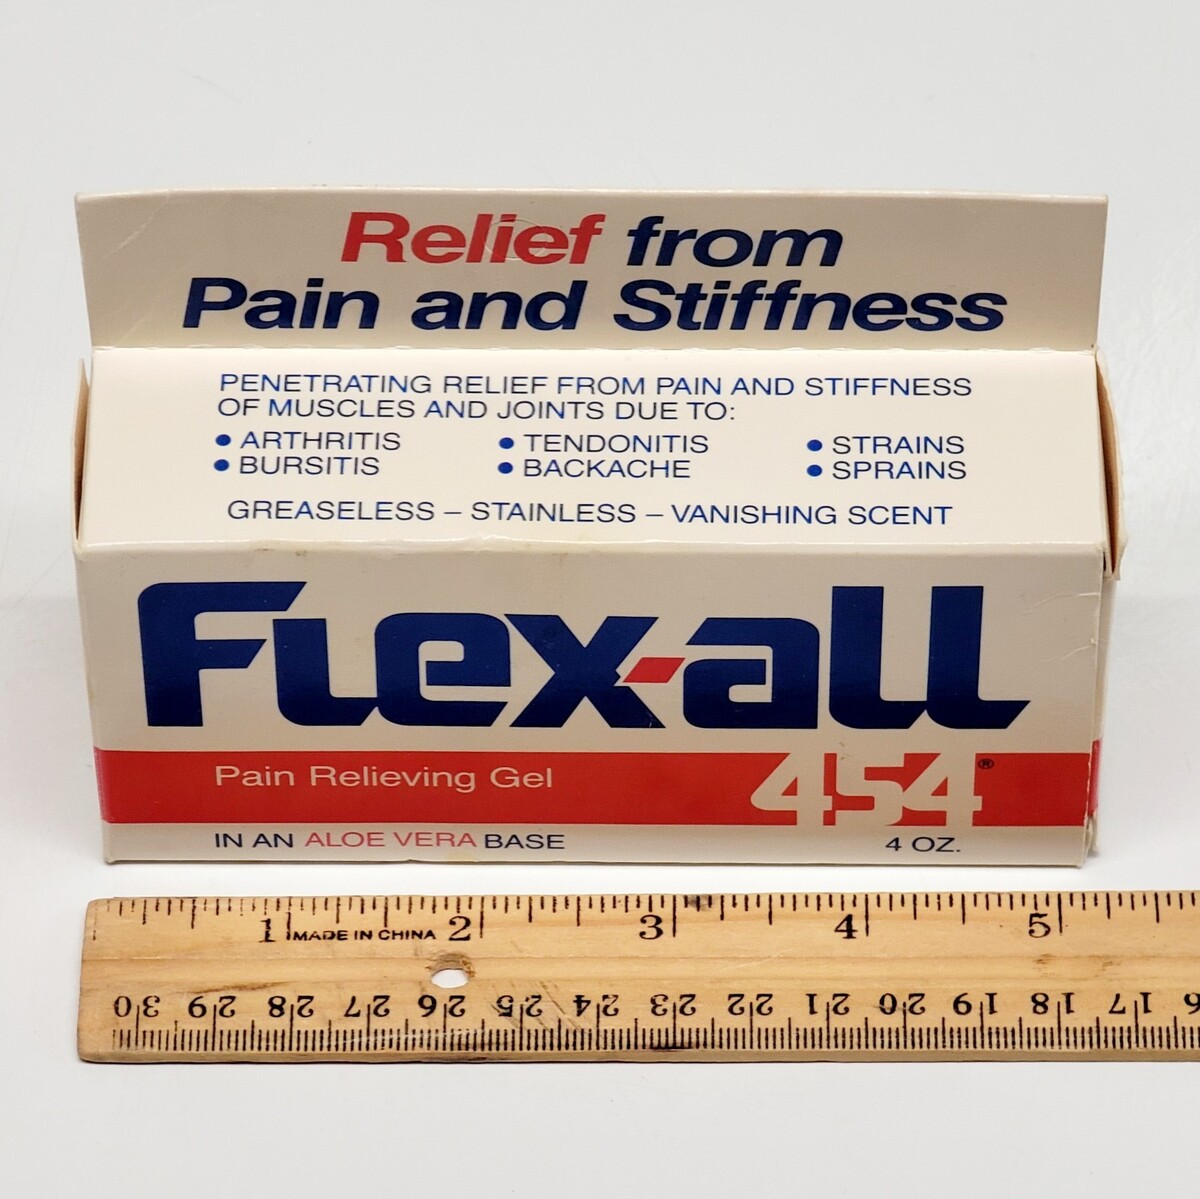 Relief from
Pain and Stiffness
PENETRATING RELIEF FROM PAIN AND STIFFNESS
OF MUSCLES AND JOINTS DUE TO:
• ARTHRITIS • TENDONITIS • STRAINS
• BURSITIS • BACKACHE • SPRAINS
GREASELESS – STAINLESS – VANISHING SCENT
Flex-all
Pain Relieving Gel 454®
IN AN ALOE VERA BASE 4 OZ.
1 MADE IN CHINA 2 3 4 5
30 29 28 27 26 25 24 23 22 21 20 19 18 17